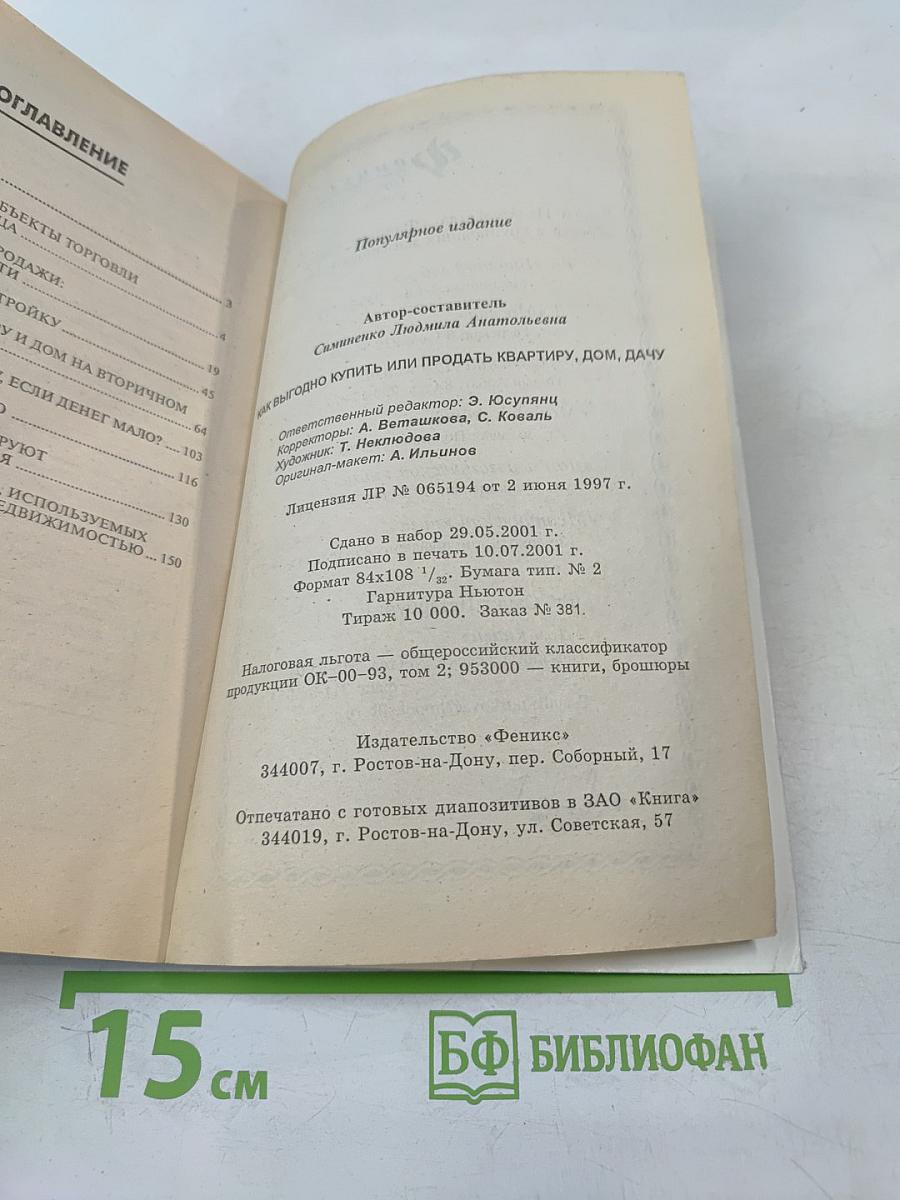 ОГЛАВЛЕНИЕ
3
ОБЪЕКТЫ ТОРГОВЛИ
4
РОДАЖИ:
19
ТРОЙКУ
45
У И ДОМ НА ВТОРИЧНОМ
64
, ЕСЛИ ДЕНЕГ МАЛО? ... 103
О
116
РУЮТ
Я
130
, ИСПОЛЬЗУЕМЫХ
ЕДВИЖИМОСТЬЮ ... 150
Популярное издание
Автор-составитель
Симиненко Людмила Анатольевна
КАК ВЫГОДНО КУПИТЬ ИЛИ ПРОДАТЬ КВАРТИРУ, ДОМ, ДАЧУ
Ответственный редактор: Э. Юсупянц
Корректоры: А. Веташкова, С. Коваль
Художник: Т. Неклюдова
Оригинал-макет: А. Ильинов
Лицензия ЛР № 065194 от 2 июня 1997 г.
Сдано в набор 29.05.2001 г.
Подписано в печать 10.07.2001 г.
Формат 84х108 1/32. Бумага тип. № 2
Гарнитура Ньютон
Тираж 10 000. Заказ № 381.
Налоговая льгота — общероссийский классификатор
продукции ОК–00–93, том 2; 953000 — книги, брошюры
Издательство «Феникс»
344007, г. Ростов-на-Дону, пер. Соборный, 17
Отпечатано с готовых диапозитивов в ЗАО «Книга»
344019, г. Ростов-на-Дону, ул. Советская, 57
15 см
БФ БИБЛИОФАН